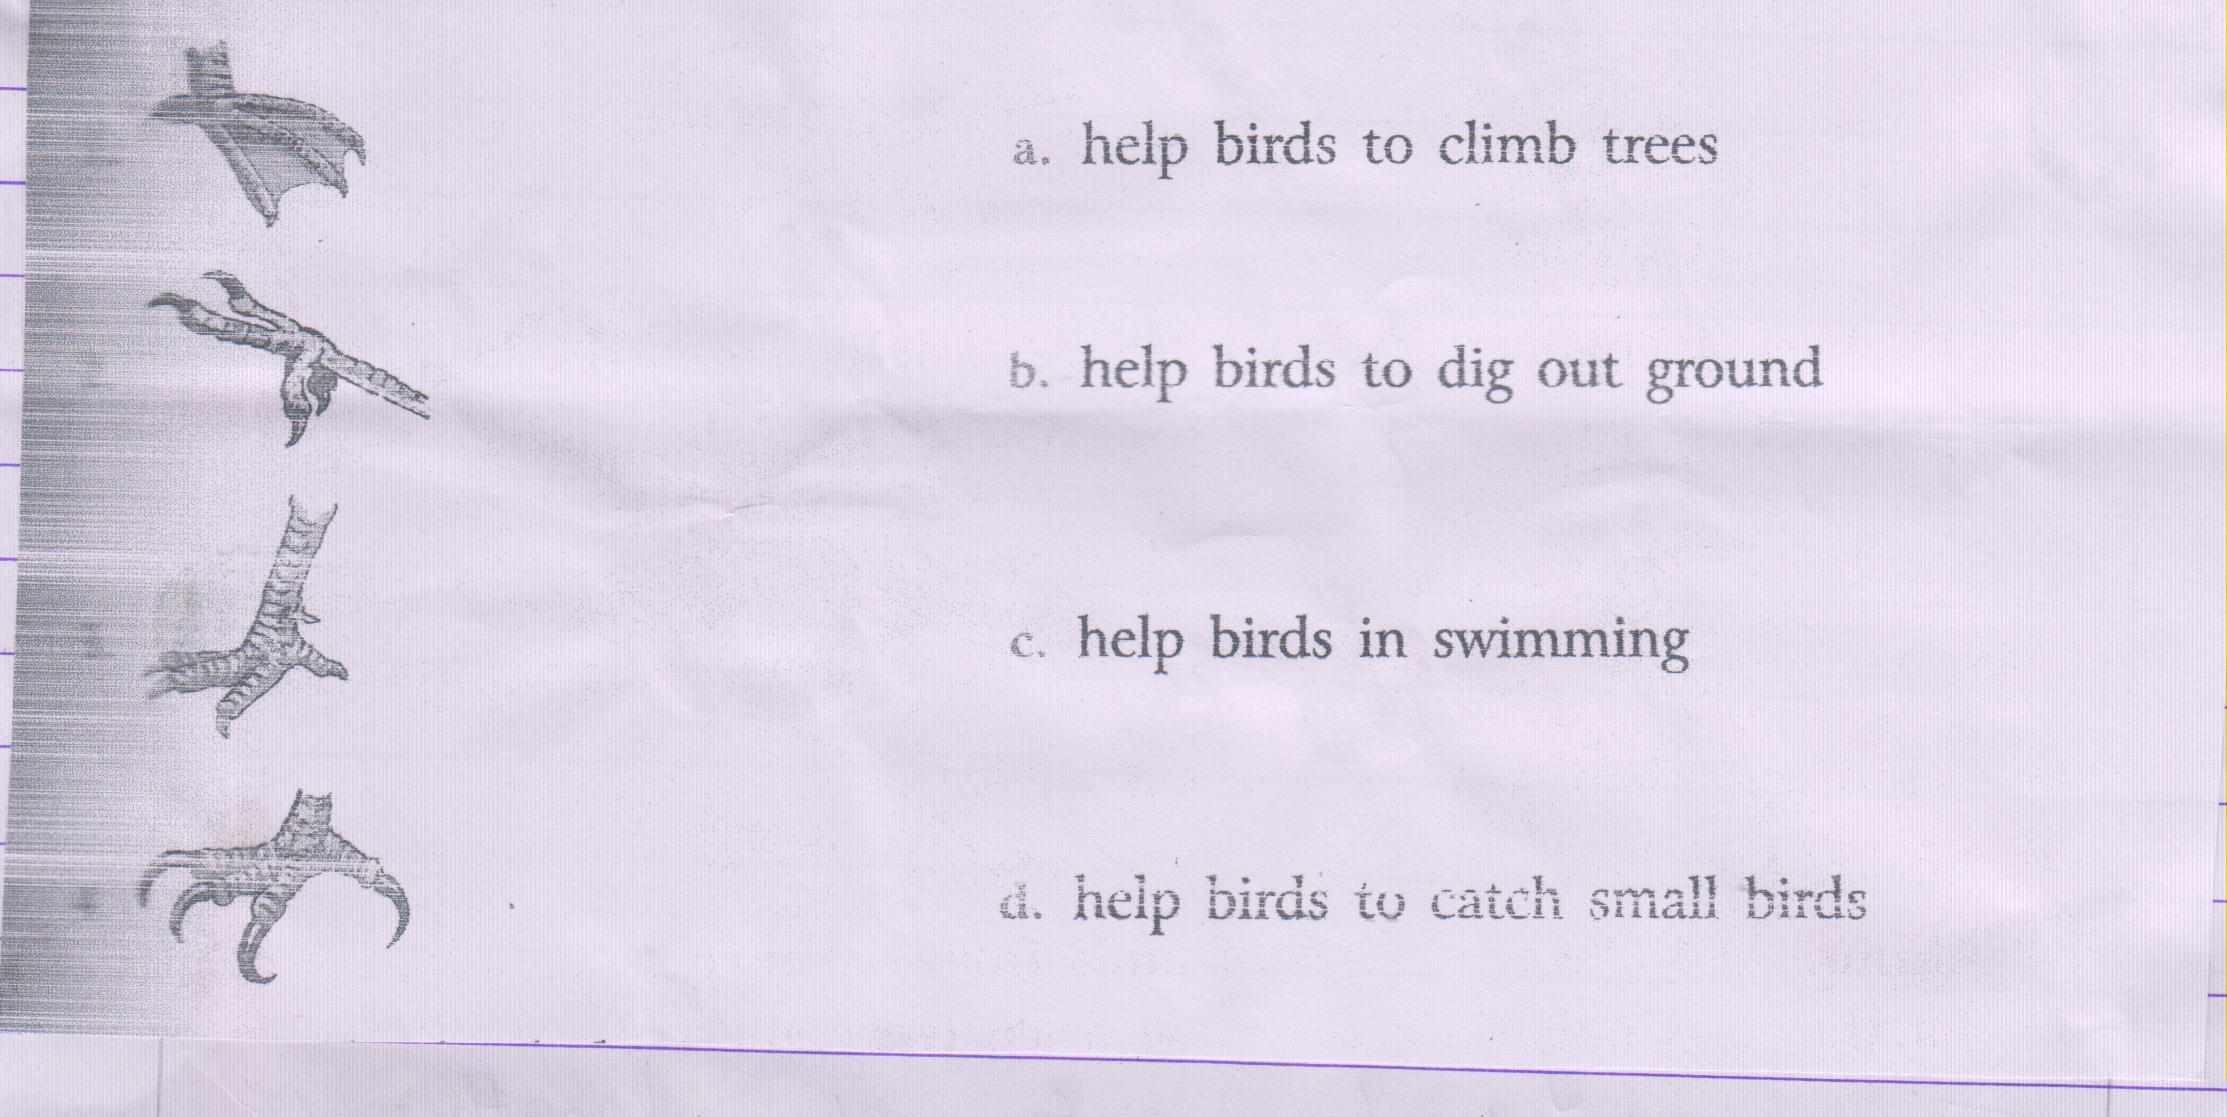 a. help birds to climb trees
b. help birds to dig out ground
c. help birds in swimming
d. help birds to catch small birds